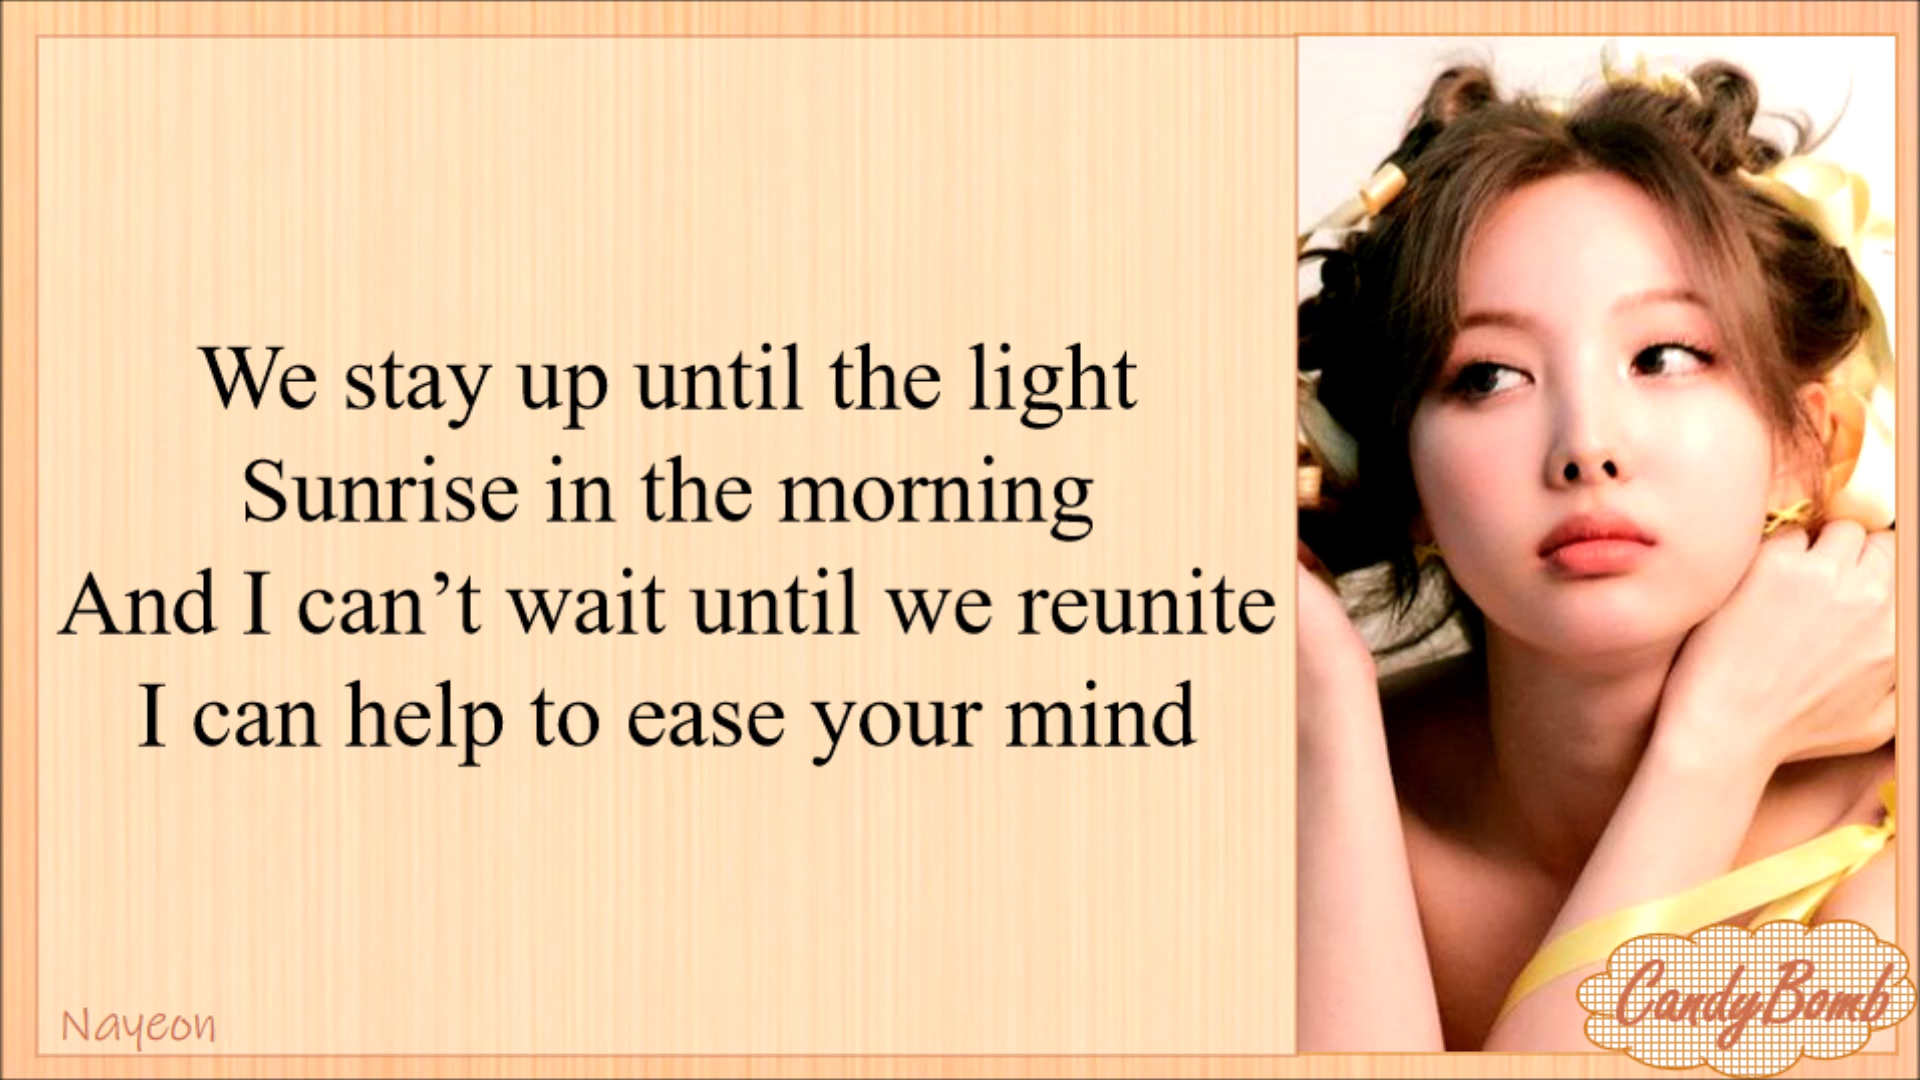 We stay up until the light
Sunrise in the morning
And I can’t wait until we reunite
I can help to ease your mind
Nayeon
CandyBomb